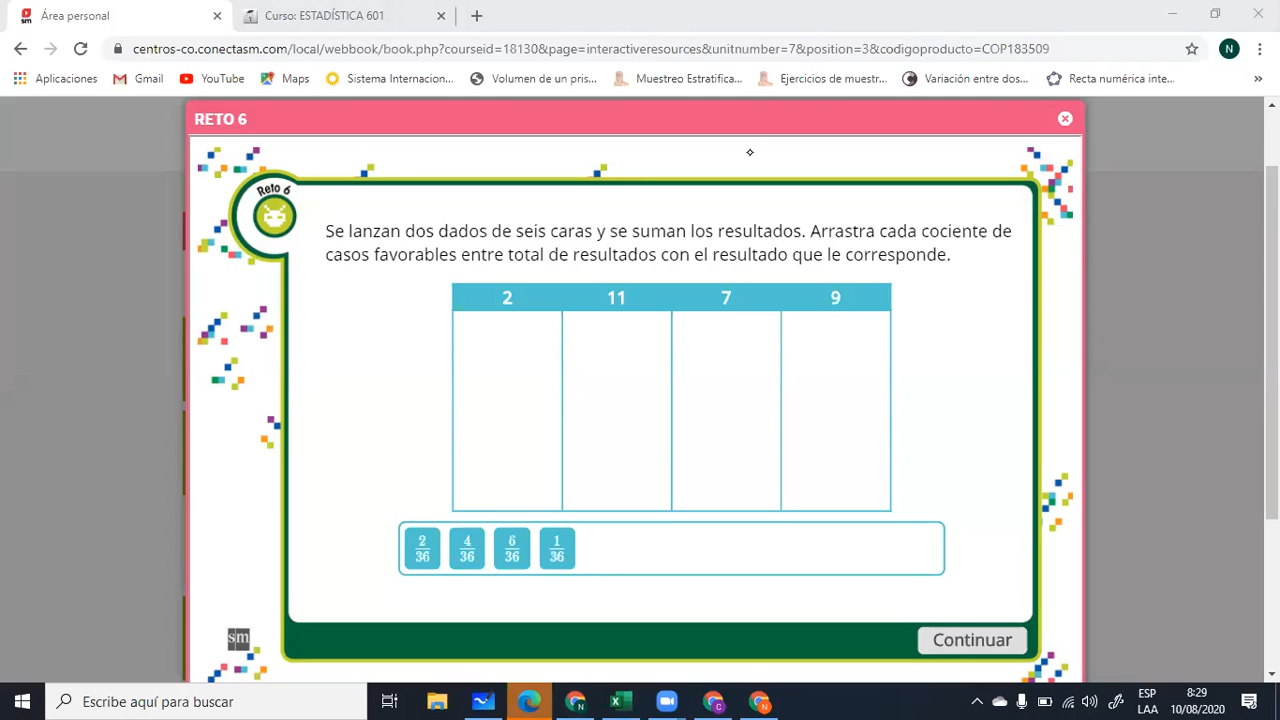 Área personal
Curso: ESTADÍSTICA 601
centros-co.conectasm.com/local/webbook/book.php?courseid=18130&page=interactiveresources&unitnumber=7&position=3&codigoproducto=COP183509
N
Aplicaciones
Gmail
YouTube
Maps
Sistema Internacion...
Volumen de un pris...
Muestreo Estratifica...
Ejercicios de muestr...
Variación entre dos...
Recta numérica inte...
»
RETO 6
Reto 6
Se lanzan dos dados de seis caras y se suman los resultados. Arrastra cada cociente de
casos favorables entre total de resultados con el resultado que le corresponde.
2 11 7 9
2/36 4/36 6/36 1/36
sm
Continuar
Escribe aquí para buscar
ESP
LAA
8:29
10/08/2020